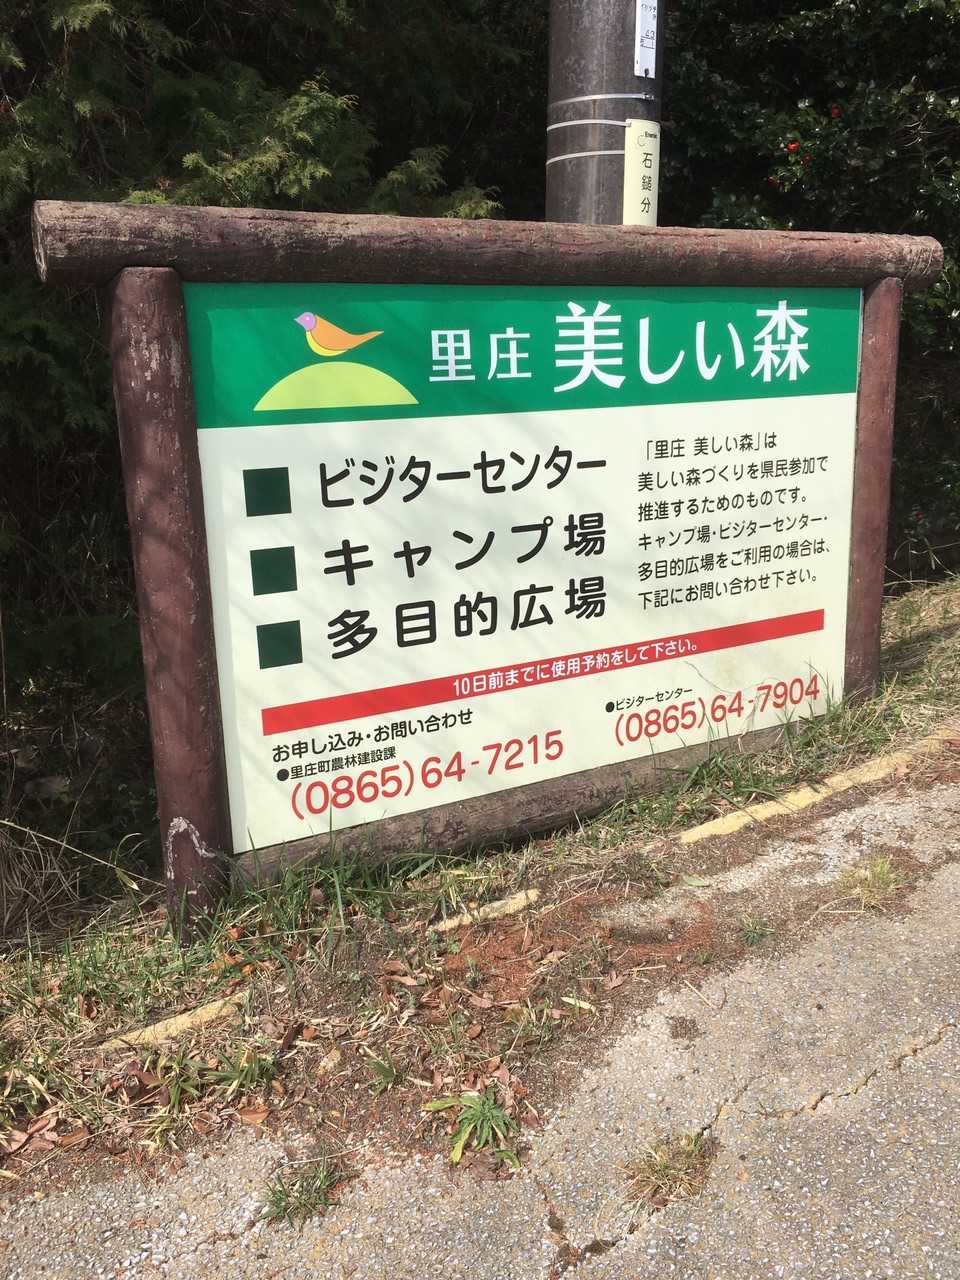 43
Enerei
石鎚分
里庄 美しい森
ビジターセンター
キャンプ場
多目的広場
「里庄 美しい森」は
美しい森づくりを県民参加で
推進するためのものです。
キャンプ場・ビジターセンター・
多目的広場をご利用の場合は、
下記にお問い合わせ下さい。
10日前までに使用予約をして下さい。
お申し込み・お問い合わせ
●里庄町農林建設課
(0865)64-7215
●ビジターセンター
(0865)64-7904